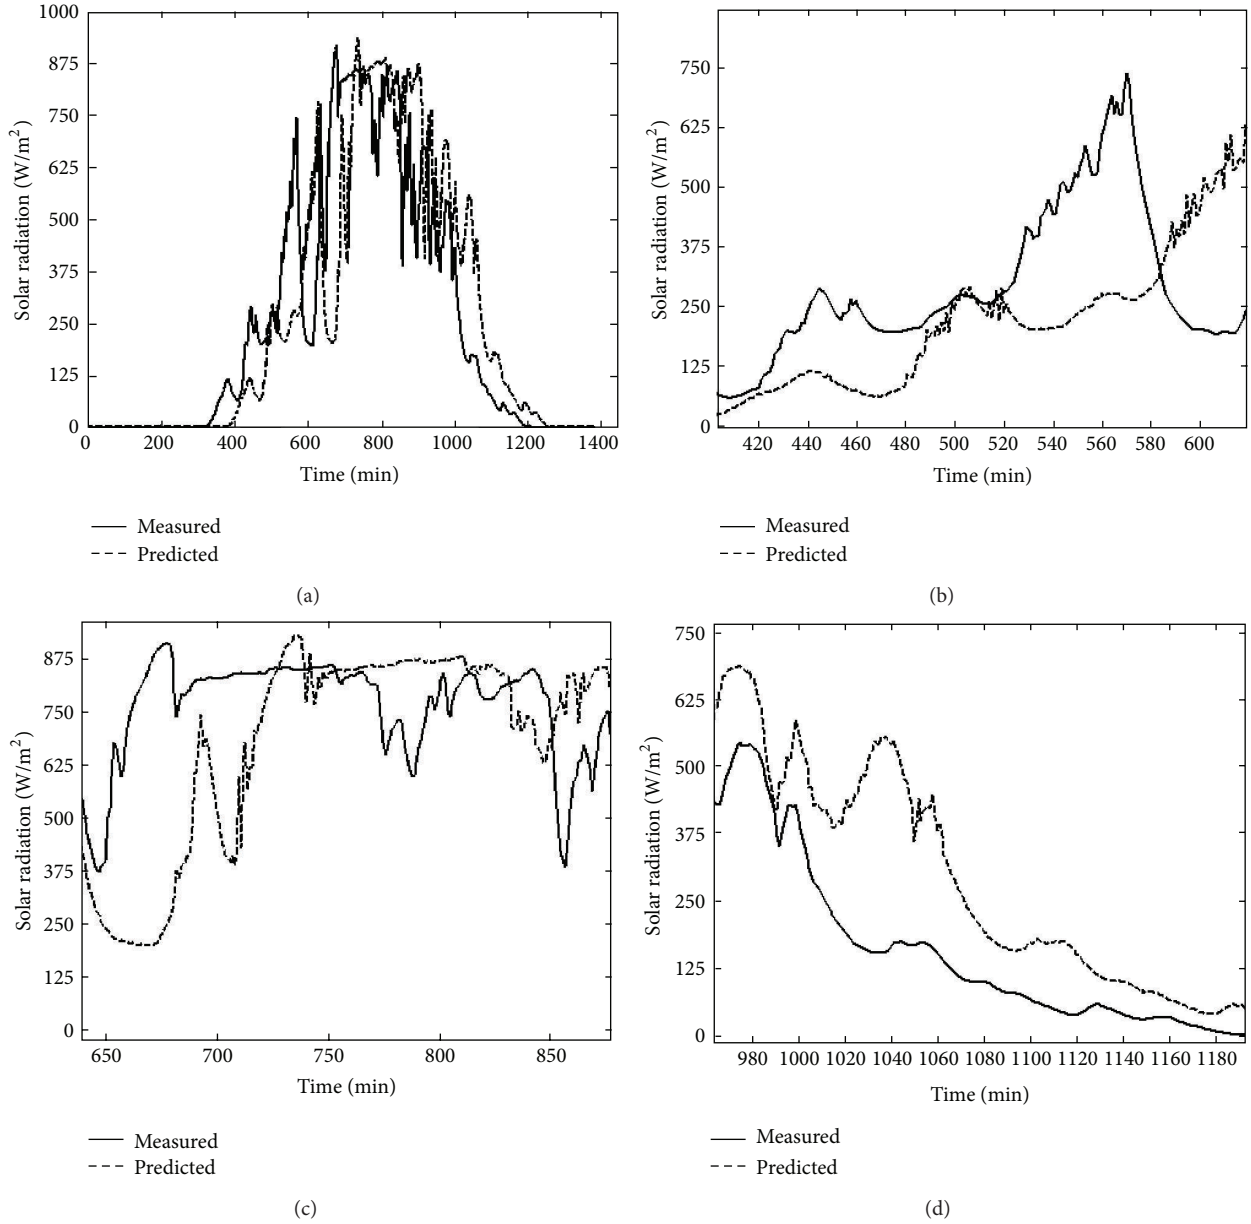 1000
875
750
625
500
375
250
125
0
Solar radiation (W/m²)
0 200 400 600 800 1000 1200 1400
Time (min)
Measured
Predicted
(a)
750
625
500
375
250
125
0
Solar radiation (W/m²)
420 440 460 480 500 520 540 560 580 600
Time (min)
Measured
Predicted
(b)
875
750
625
500
375
250
125
0
Solar radiation (W/m²)
650 700 750 800 850
Time (min)
Measured
Predicted
(c)
750
625
500
375
250
125
0
Solar radiation (W/m²)
980 1000 1020 1040 1060 1080 1100 1120 1140 1160 1180
Time (min)
Measured
Predicted
(d)